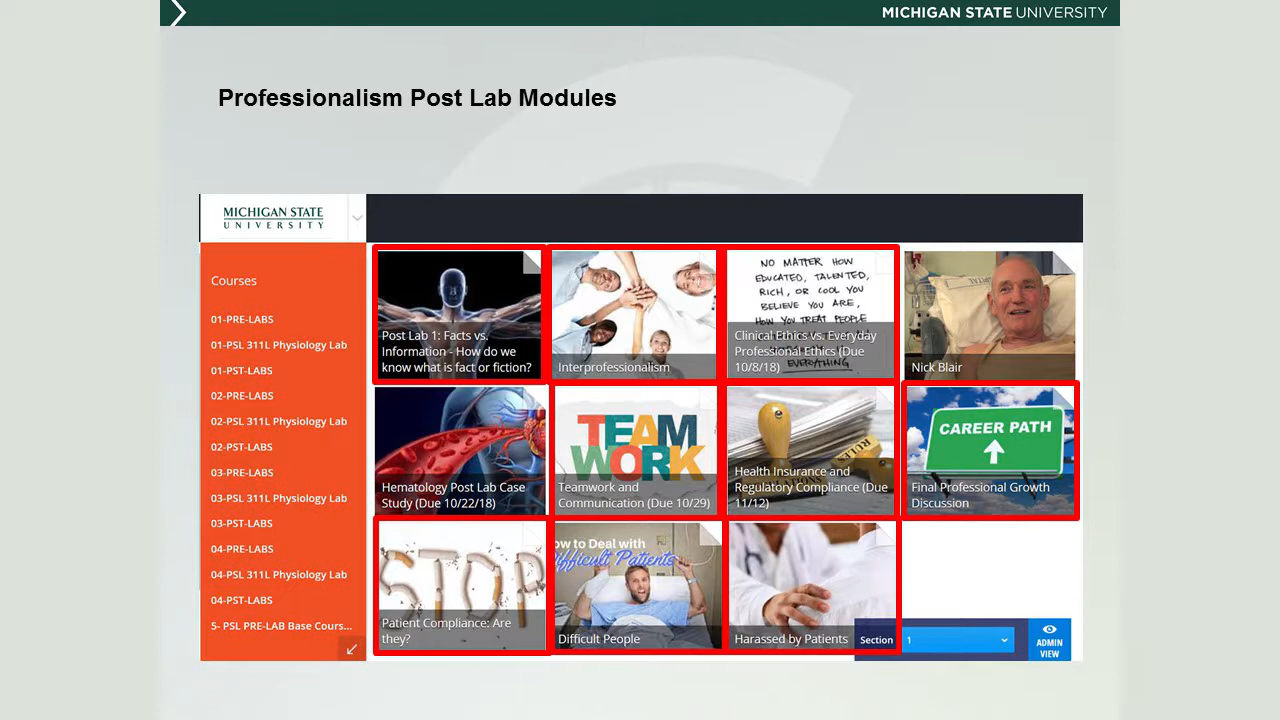 MICHIGAN STATE UNIVERSITY
Professionalism Post Lab Modules
MICHIGAN STATE
UNIVERSITY
Courses
01-PRE-LABS
01-PSL 311L Physiology Lab
01-PST-LABS
02-PRE-LABS
02-PSL 311L Physiology Lab
02-PST-LABS
03-PRE-LABS
03-PSL 311L Physiology Lab
03-PST-LABS
04-PRE-LABS
04-PSL 311L Physiology Lab
04-PST-LABS
5- PSL PRE-LAB Base Cours...
Post Lab 1: Facts vs.
Information - How do we
know what is fact or fiction?
Interprofessionalism
NO MATTER HOW
EDUCATED, TALENTED,
RICH, OR COOL YOU
BELIEVE YOU ARE,
HOW YOU TREAT PEOPLE
EVERYTHING
Clinical Ethics vs. Everyday
Professional Ethics (Due
10/8/18)
Nick Blair
Hematology Post Lab Case
Study (Due 10/22/18)
TEAM
WORK
Teamwork and
Communication (Due 10/29)
RULES
Health Insurance and
Regulatory Compliance (Due
11/12)
CAREER PATH
Final Professional Growth
Discussion
STOP
Patient Compliance: Are
they?
ow to Deal with
Difficult Patients
Difficult People
Harassed by Patients
Section
1
ADMIN
VIEW